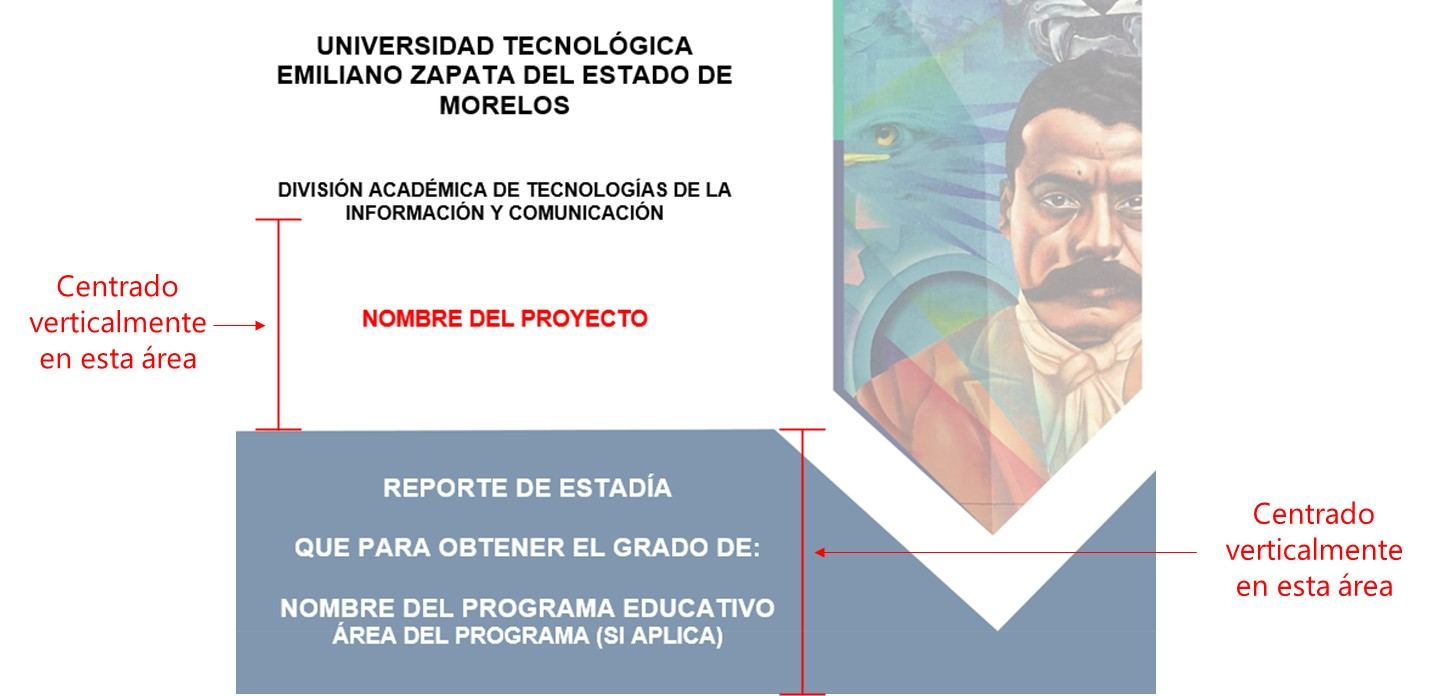 UNIVERSIDAD TECNOLÓGICA
EMILIANO ZAPATA DEL ESTADO DE
MORELOS
DIVISIÓN ACADÉMICA DE TECNOLOGÍAS DE LA
INFORMACIÓN Y COMUNICACIÓN
Centrado
verticalmente
en esta área
NOMBRE DEL PROYECTO
REPORTE DE ESTADÍA
QUE PARA OBTENER EL GRADO DE:
NOMBRE DEL PROGRAMA EDUCATIVO
ÁREA DEL PROGRAMA (SI APLICA)
Centrado
verticalmente
en esta área